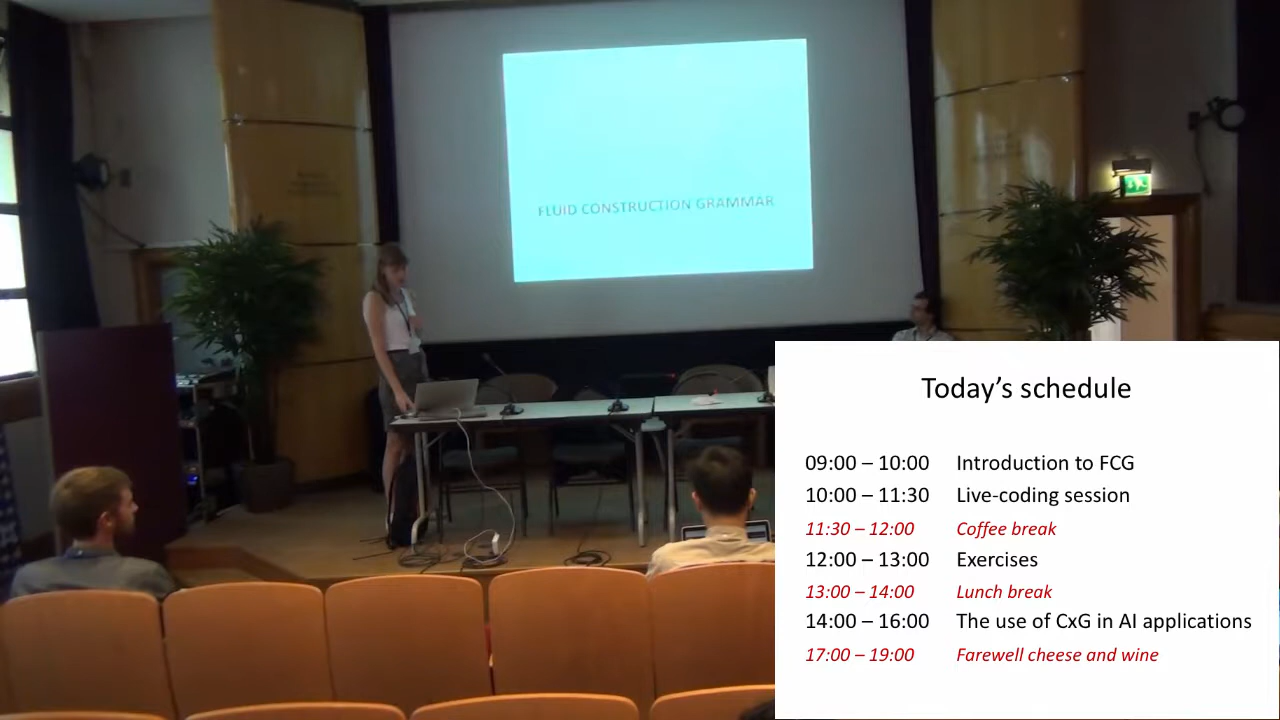 FLUID CONSTRUCTION GRAMMAR
Today’s schedule
09:00 – 10:00 Introduction to FCG
10:00 – 11:30 Live-coding session
11:30 – 12:00 Coffee break
12:00 – 13:00 Exercises
13:00 – 14:00 Lunch break
14:00 – 16:00 The use of CxG in AI applications
17:00 – 19:00 Farewell cheese and wine